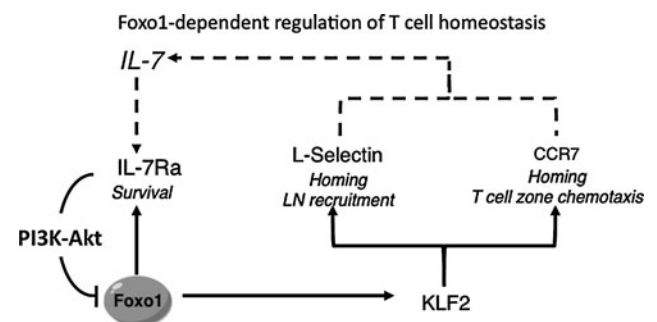 Foxo1-dependent regulation of T cell homeostasis
IL-7
IL-7Ra
Survival
L-Selectin
Homing
LN recruitment
CCR7
Homing
T cell zone chemotaxis
PI3K-Akt
Foxo1
KLF2